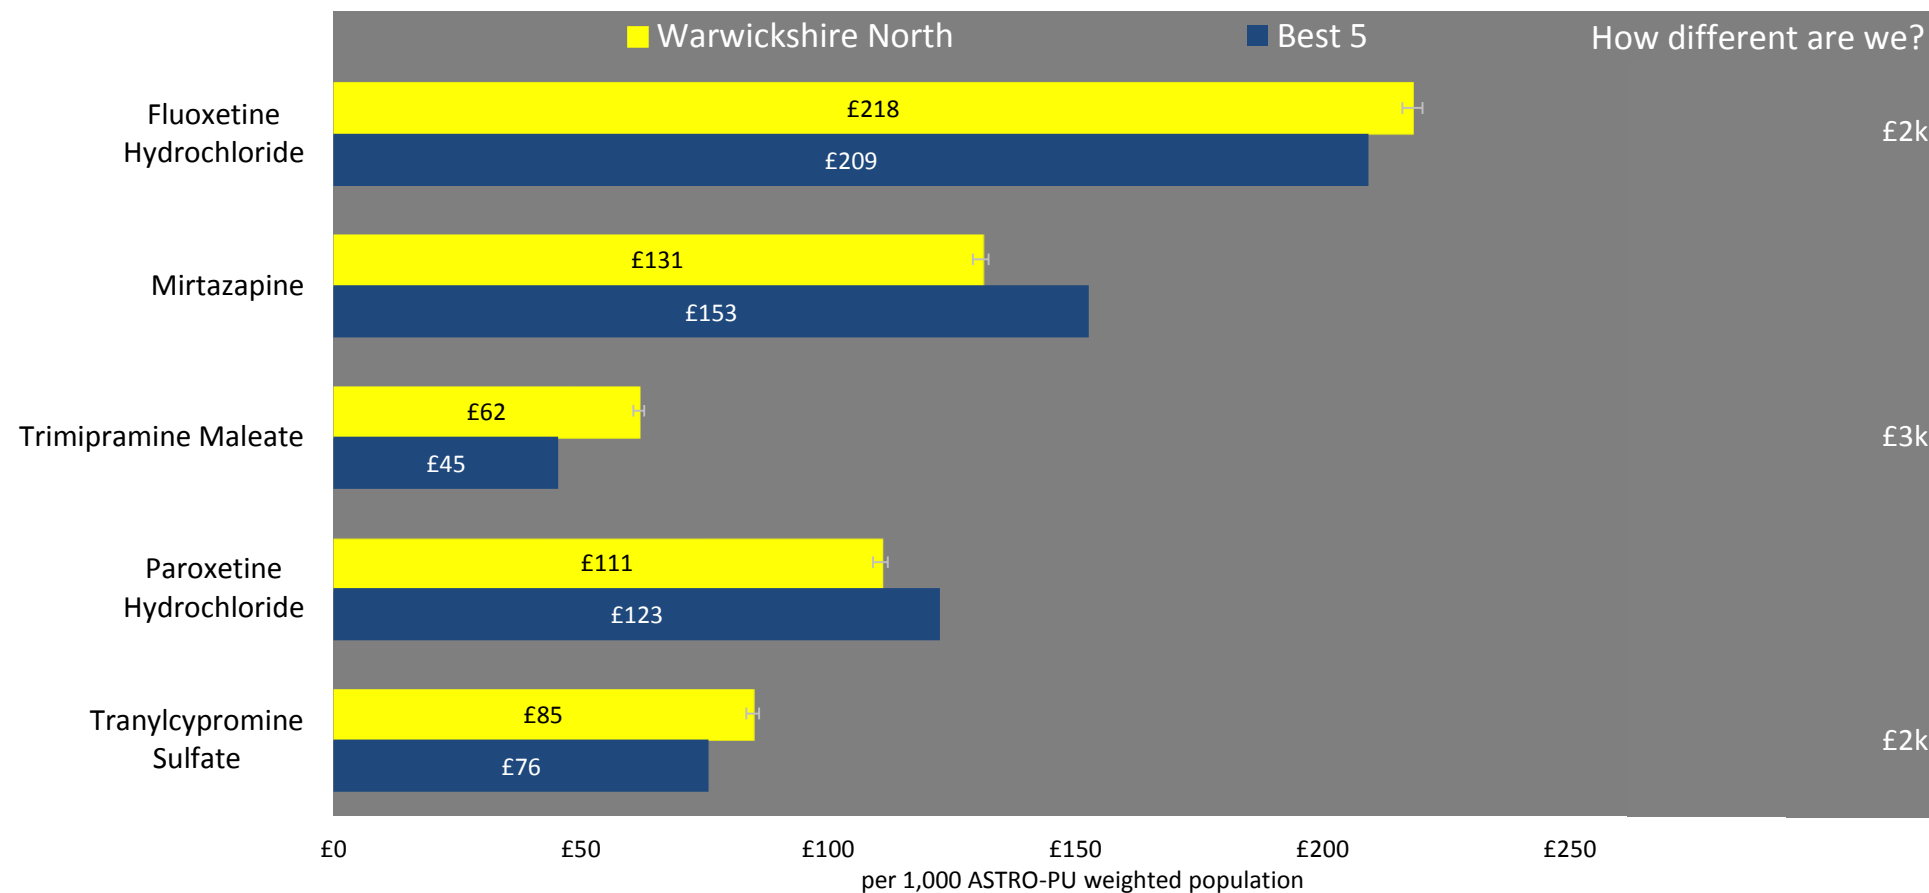 Warwickshire North
Best 5
How different are we?
Fluoxetine
Hydrochloride
£218
£209
£2k
Mirtazapine
£131
£153
Trimipramine Maleate
£62
£45
£3k
Paroxetine
Hydrochloride
£111
£123
Tranylcypromine
Sulfate
£85
£76
£2k
£0 £50 £100 £150 £200 £250
per 1,000 ASTRO-PU weighted population